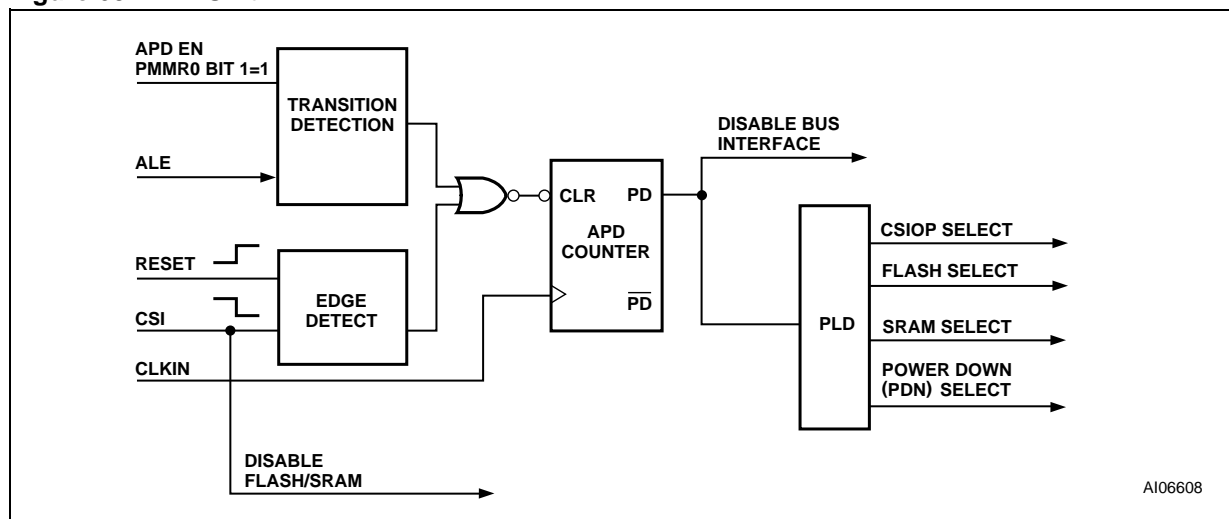 APD EN
PMMR0 BIT 1=1
TRANSITION
DETECTION
ALE
RESET
CSI
EDGE
DETECT
CLKIN
CLR
PD
APD
COUNTER
PD
DISABLE BUS
INTERFACE
PLD
CSIOP SELECT
FLASH SELECT
SRAM SELECT
POWER DOWN
(PDN) SELECT
DISABLE
FLASH/SRAM
AI06608